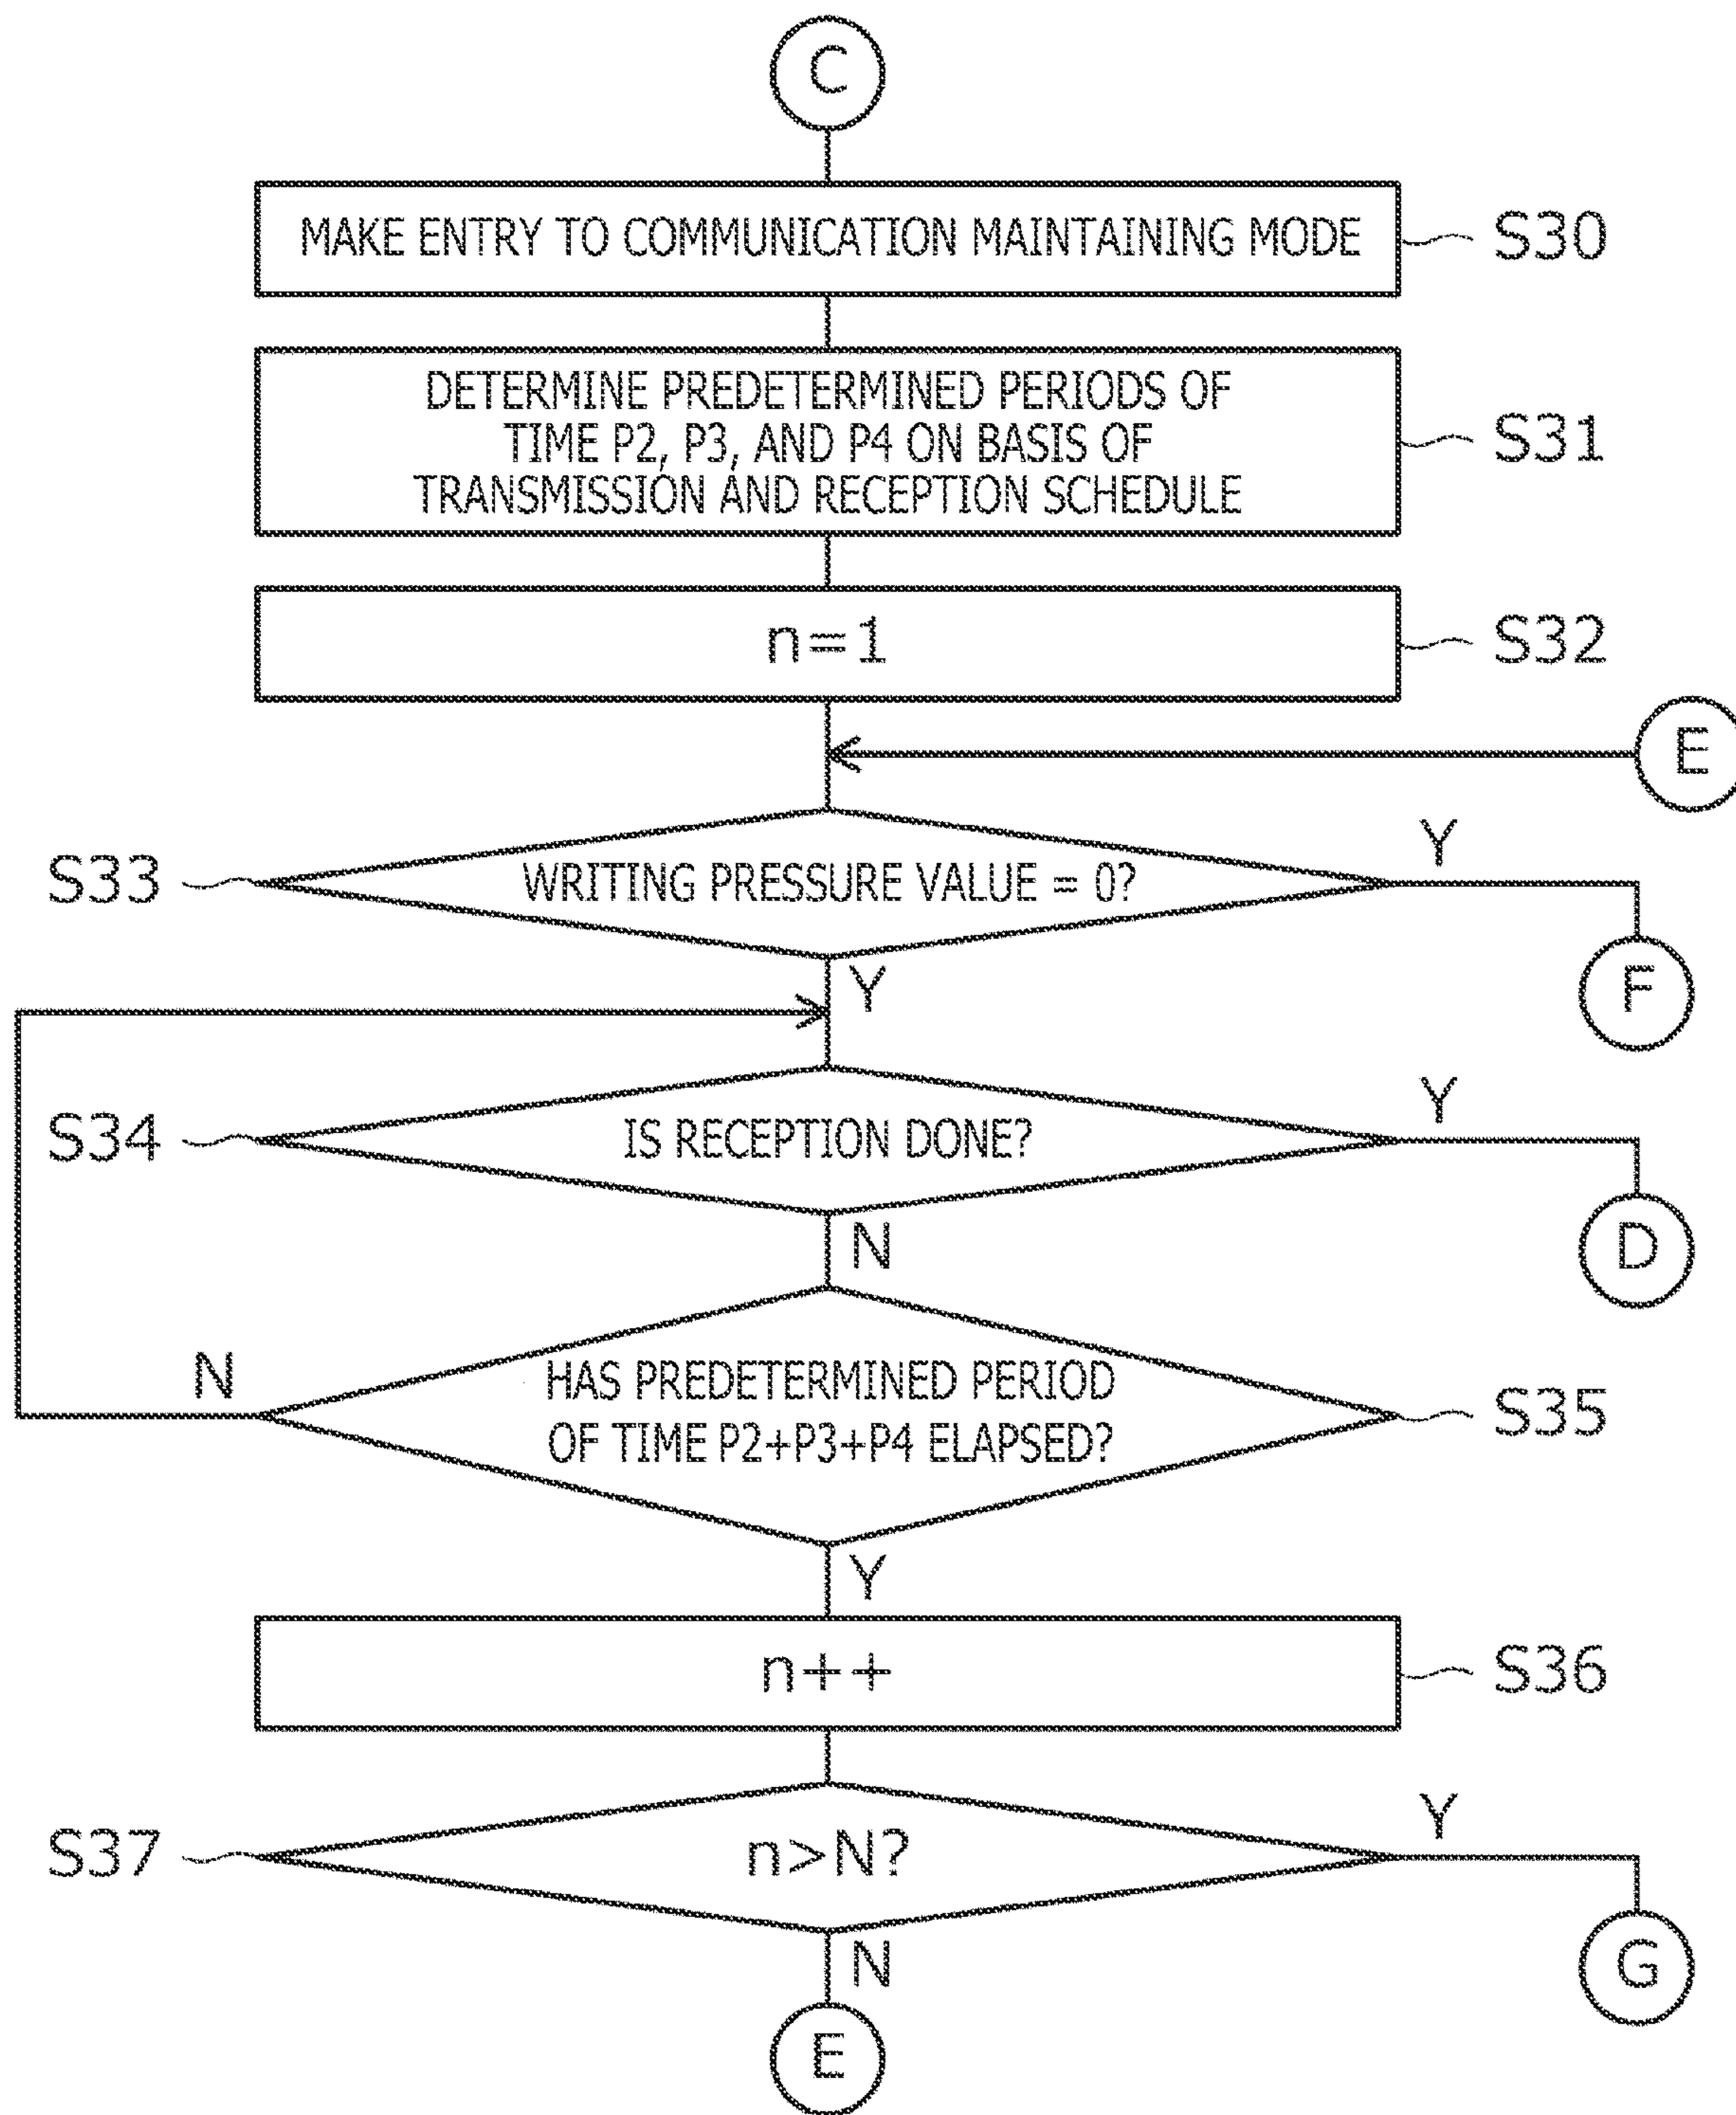 C
MAKE ENTRY TO COMMUNICATION MAINTAINING MODE
S30
DETERMINE PREDETERMINED PERIODS OF
TIME P2, P3, AND P4 ON BASIS OF
TRANSMISSION AND RECEPTION SCHEDULE
S31
n=1
S32
E
S33
WRITING PRESSURE VALUE = 0?
Y
F
Y
S34
IS RECEPTION DONE?
Y
D
N
N
HAS PREDETERMINED PERIOD
OF TIME P2+P3+P4 ELAPSED?
S35
Y
n++
S36
S37
n>N?
Y
G
N
E